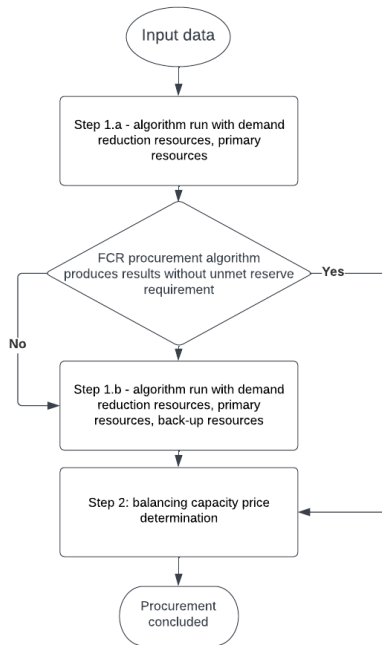 Input data
Step 1.a - algorithm run with demand
reduction resources, primary
resources
FCR procurement algorithm
produces results without unmet reserve
requirement
Yes
No
Step 1.b - algorithm run with demand
reduction resources, primary
resources, back-up resources
Step 2: balancing capacity price
determination
Procurement
concluded